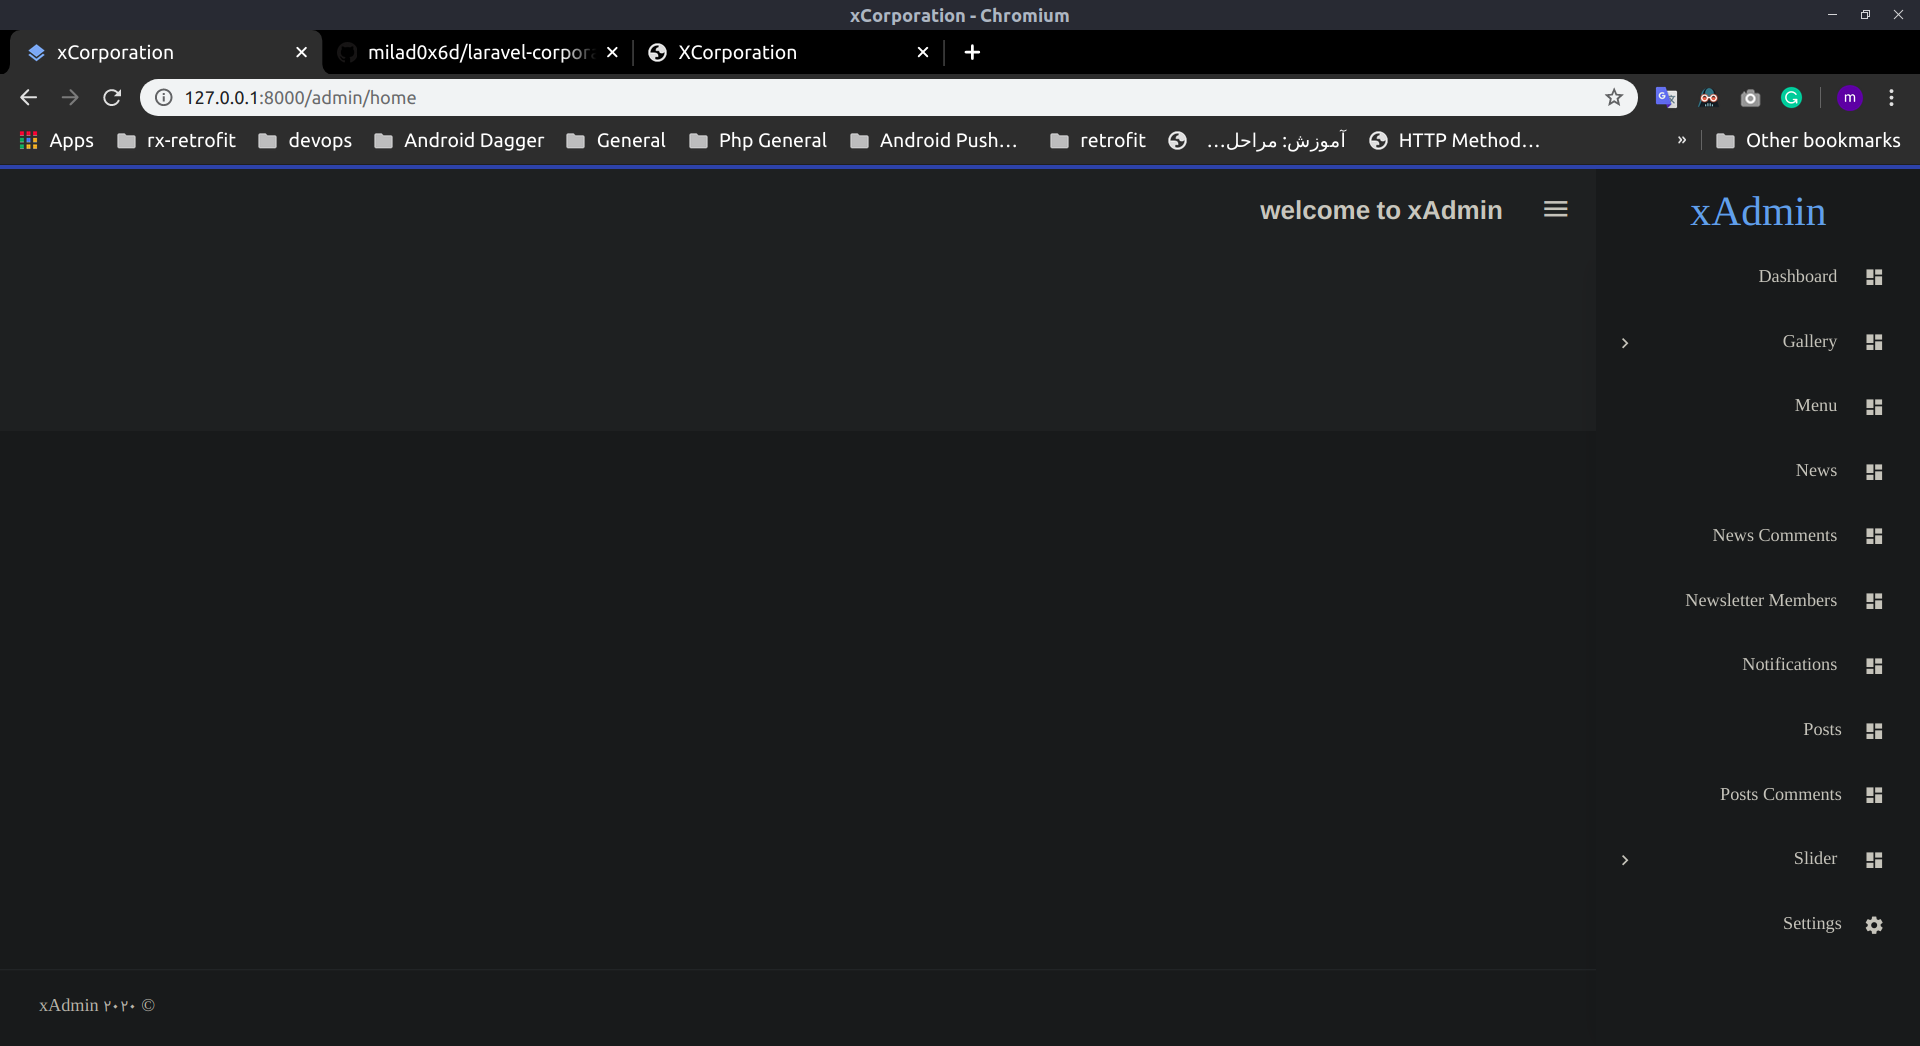 xCorporation - Chromium
xCorporation
milad0x6d/laravel-corpor
XCorporation
127.0.0.1:8000/admin/home
m
Apps
rx-retrofit
devops
Android Dagger
General
Php General
Android Push…
retrofit
آموزش: مراحل…
HTTP Method…
»
Other bookmarks
welcome to xAdmin
xAdmin
Dashboard
Gallery
Menu
News
News Comments
Newsletter Members
Notifications
Posts
Posts Comments
Slider
Settings
xAdmin ۲۰۲۰ ©